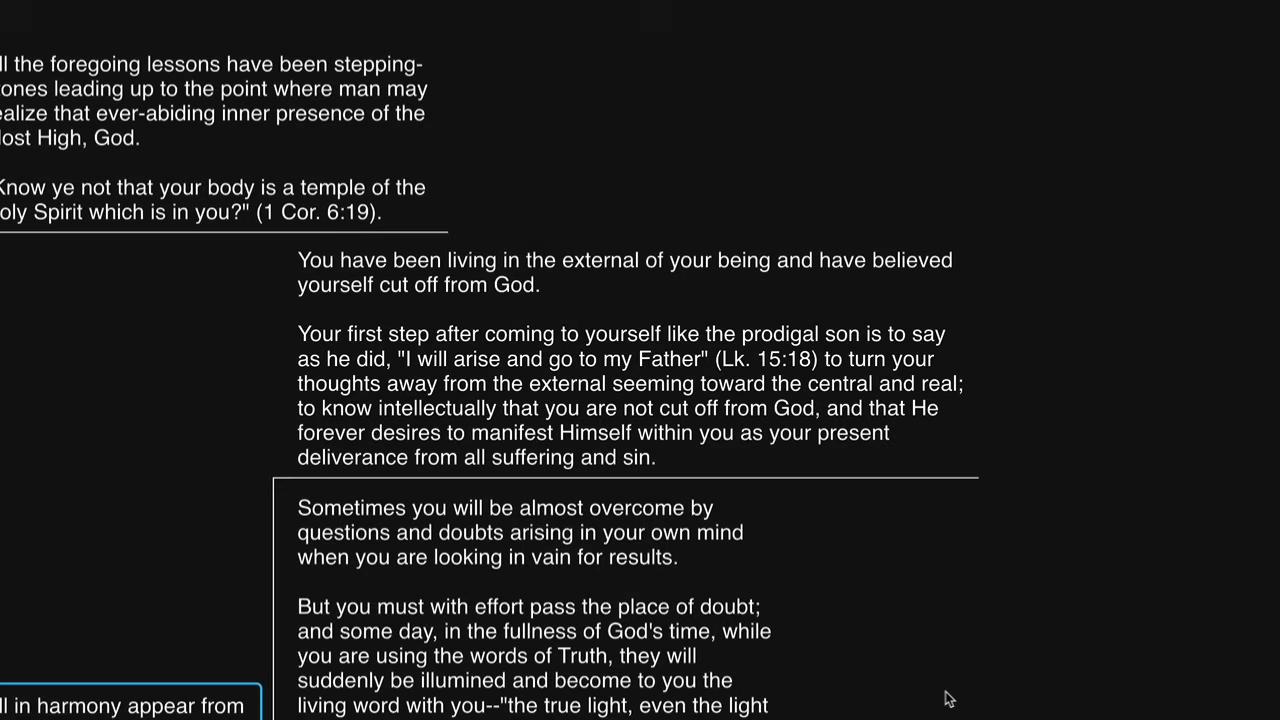 ll the foregoing lessons have been stepping-
ones leading up to the point where man may
ealize that ever-abiding inner presence of the
ost High, God.
Know ye not that your body is a temple of the
oly Spirit which is in you?" (1 Cor. 6:19).
You have been living in the external of your being and have believed
yourself cut off from God.
Your first step after coming to yourself like the prodigal son is to say
as he did, "I will arise and go to my Father" (Lk. 15:18) to turn your
thoughts away from the external seeming toward the central and real;
to know intellectually that you are not cut off from God, and that He
forever desires to manifest Himself within you as your present
deliverance from all suffering and sin.
Sometimes you will be almost overcome by
questions and doubts arising in your own mind
when you are looking in vain for results.
But you must with effort pass the place of doubt;
and some day, in the fullness of God's time, while
you are using the words of Truth, they will
suddenly be illumined and become to you the
living word with you--"the true light, even the light
ll in harmony appear from